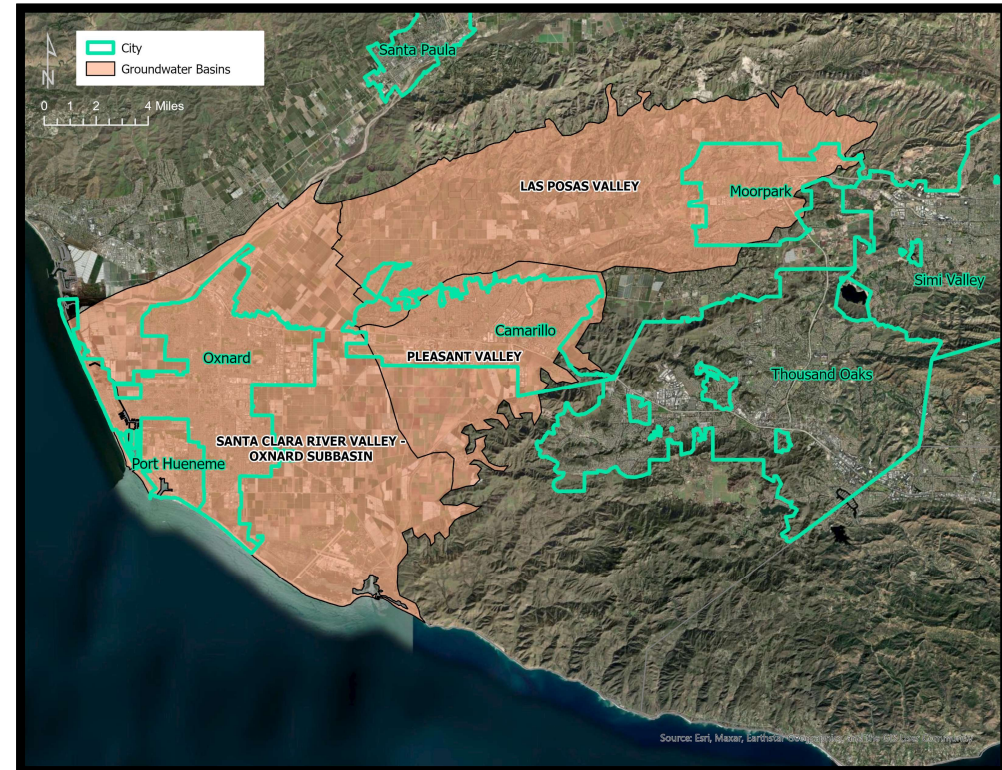 City
Groundwater Basins
N
0 1 2 4 Miles
Santa Paula
LAS POSAS VALLEY
Moorpark
Simi Valley
Camarillo
Oxnard
PLEASANT VALLEY
Thousand Oaks
SANTA CLARA RIVER VALLEY -
OXNARD SUBBASIN
Port Hueneme
Source: Esri, Maxar, Earthstar Geographics, and the GIS User Community